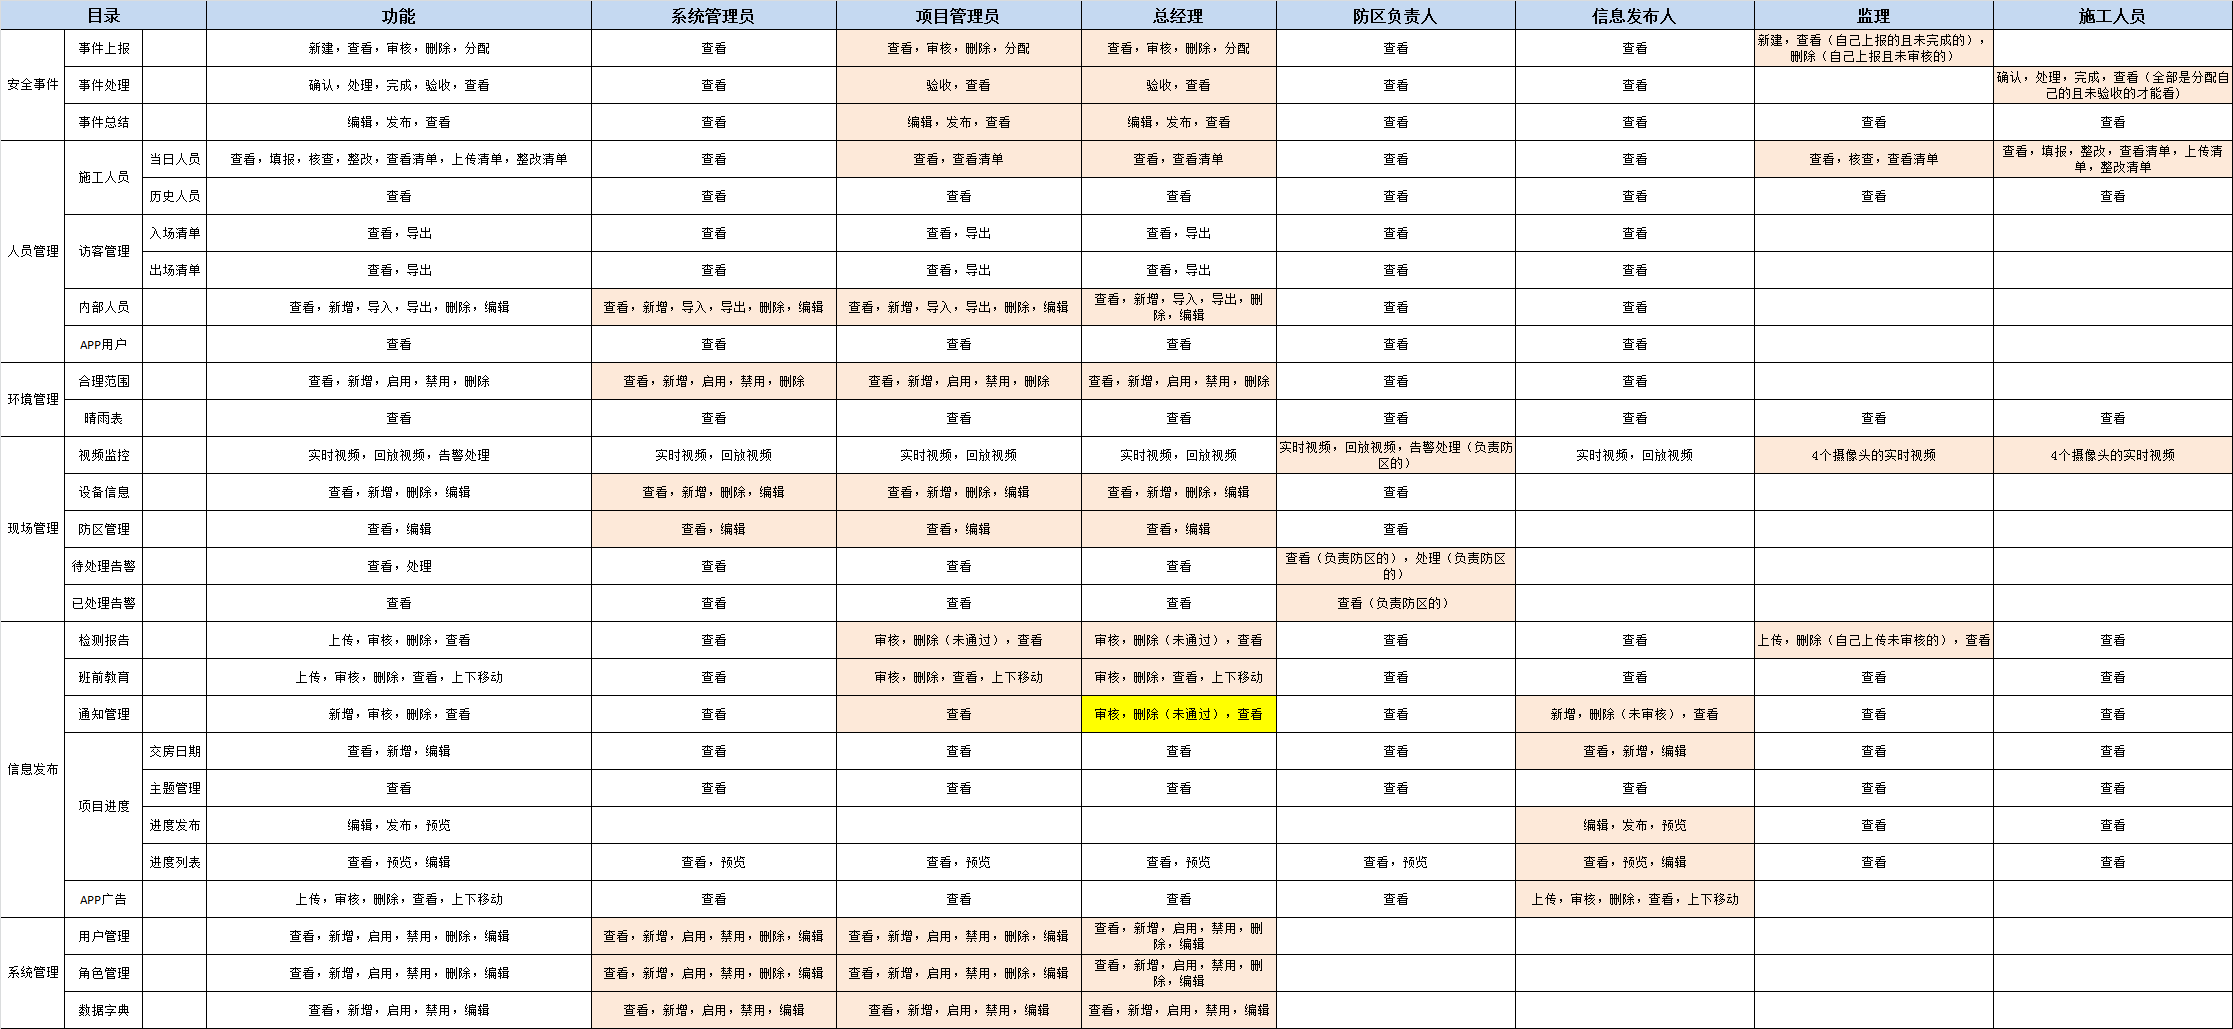 目录 功能 系统管理员 项目管理员 总经理 防区负责人 信息发布人 监理 施工人员
安全事件
事件上报 新建，查看，审核，删除，分配 查看 查看，审核，删除，分配 查看，审核，删除，分配 查看 查看 新建，查看（自己上报的且未完成的），
删除（自己上报且未审核的）
事件处理 确认，处理，完成，验收，查看 查看 验收，查看 验收，查看 查看 查看 确认，处理，完成，查看（全部是分配自
己的且未验收的才能看）
事件总结 编辑，发布，查看 查看 编辑，发布，查看 编辑，发布，查看 查看 查看 查看 查看
人员管理
施工人员
当日人员 查看，填报，核查，整改，查看清单，上传清单，整改清单 查看 查看，查看清单 查看，查看清单 查看 查看 查看，核查，查看清单 查看，填报，整改，查看清单，上传清
单，整改清单
历史人员 查看 查看 查看 查看 查看 查看 查看 查看
访客管理
入场清单 查看，导出 查看 查看，导出 查看，导出 查看 查看
出场清单 查看，导出 查看 查看，导出 查看，导出 查看 查看
内部人员 查看，新增，导入，导出，删除，编辑 查看，新增，导入，导出，删除，编辑 查看，新增，导入，导出，删除，编辑 查看，新增，导入，导出，删
除，编辑 查看 查看
APP用户 查看 查看 查看 查看 查看 查看
环境管理
合理范围 查看，新增，启用，禁用，删除 查看，新增，启用，禁用，删除 查看，新增，启用，禁用，删除 查看，新增，启用，禁用，删除 查看 查看
晴雨表 查看 查看 查看 查看 查看 查看 查看 查看
现场管理
视频监控 实时视频，回放视频，告警处理 实时视频，回放视频 实时视频，回放视频 实时视频，回放视频 实时视频，回放视频，告警处理（负责防
区的） 实时视频，回放视频 4个摄像头的实时视频 4个摄像头的实时视频
设备信息 查看，新增，删除，编辑 查看，新增，删除，编辑 查看，新增，删除，编辑 查看，新增，删除，编辑 查看
防区管理 查看，编辑 查看，编辑 查看，编辑 查看，编辑 查看
待处理告警 查看，处理 查看 查看 查看 查看（负责防区的），处理（负责防区
的）
已处理告警 查看 查看 查看 查看 查看（负责防区的）
信息发布
检测报告 上传，审核，删除，查看 查看 审核，删除（未通过），查看 审核，删除（未通过），查看 查看 查看 上传，删除（自己上传未审核的），查看 查看
班前教育 上传，审核，删除，查看，上下移动 查看 审核，删除，查看，上下移动 审核，删除，查看，上下移动 查看 查看 查看 查看
通知管理 新增，审核，删除，查看 查看 查看 审核，删除（未通过），查看 查看 新增，删除（未审核），查看 查看 查看
项目进度
交房日期 查看，新增，编辑 查看 查看 查看 查看 查看，新增，编辑 查看 查看
主题管理 查看 查看 查看 查看 查看 查看 查看 查看
进度发布 编辑，发布，预览 编辑，发布，预览 查看 查看
进度列表 查看，预览，编辑 查看，预览 查看，预览 查看，预览 查看，预览 查看，预览，编辑 查看 查看
APP广告 上传，审核，删除，查看，上下移动 查看 查看 查看 查看 上传，审核，删除，查看，上下移动
系统管理
用户管理 查看，新增，启用，禁用，删除，编辑 查看，新增，启用，禁用，删除，编辑 查看，新增，启用，禁用，删除，编辑 查看，新增，启用，禁用，删
除，编辑
角色管理 查看，新增，启用，禁用，删除，编辑 查看，新增，启用，禁用，删除，编辑 查看，新增，启用，禁用，删除，编辑 查看，新增，启用，禁用，删
除，编辑
数据字典 查看，新增，启用，禁用，编辑 查看，新增，启用，禁用，编辑 查看，新增，启用，禁用，编辑 查看，新增，启用，禁用，编辑